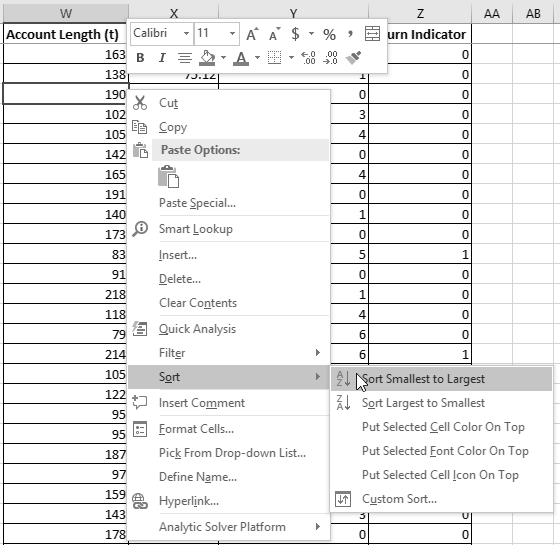 W X Y Z AA AB
Account Length (t) urn Indicator
Calibri 11 A A $ % ,
B I A .00 .0
163 0
138 75.12 1 0
190 0 0
102 3 0
105 4 0
142 0 0
165 4 0
191 0 0
140 1 0
173 0 0
83 5 1
91 0 0
218 1 0
118 4 0
79 6 0
214 6 1
105
122
95
95
187
97
159
143 3 0
178 0 0
Cut
Copy
Paste Options:
Paste Special...
Smart Lookup
Insert...
Delete...
Clear Contents
Quick Analysis
Filter
Sort
Insert Comment
Format Cells...
Pick From Drop-down List...
Define Name...
Hyperlink...
Analytic Solver Platform
Sort Smallest to Largest
Sort Largest to Smallest
Put Selected Cell Color On Top
Put Selected Font Color On Top
Put Selected Cell Icon On Top
Custom Sort...